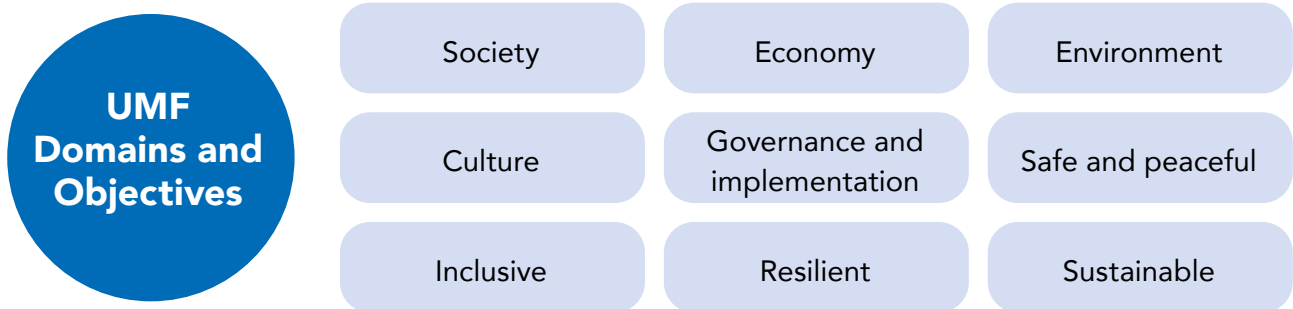 UMF
Domains and
Objectives
Society
Economy
Environment
Culture
Governance and
implementation
Safe and peaceful
Inclusive
Resilient
Sustainable